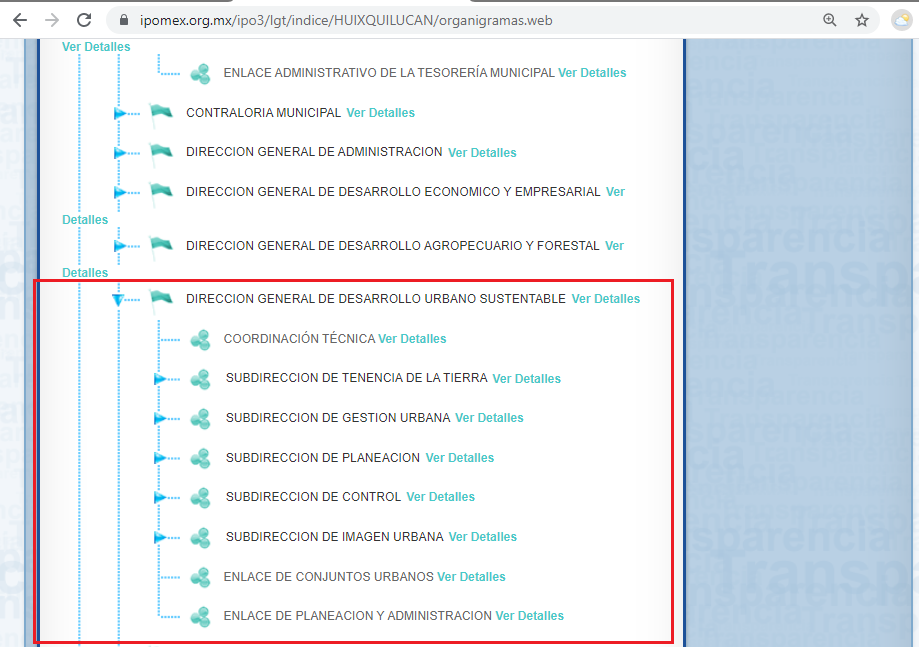 ipomex.org.mx/ipo3/lgt/indice/HUIXQUILUCAN/organigramas.web
Ver Detalles
ENLACE ADMINISTRATIVO DE LA TESORERÍA MUNICIPAL Ver Detalles
CONTRALORIA MUNICIPAL Ver Detalles
DIRECCION GENERAL DE ADMINISTRACION Ver Detalles
DIRECCION GENERAL DE DESARROLLO ECONOMICO Y EMPRESARIAL Ver
Detalles
DIRECCION GENERAL DE DESARROLLO AGROPECUARIO Y FORESTAL Ver
Detalles
DIRECCION GENERAL DE DESARROLLO URBANO SUSTENTABLE Ver Detalles
COORDINACIÓN TÉCNICA Ver Detalles
SUBDIRECCION DE TENENCIA DE LA TIERRA Ver Detalles
SUBDIRECCION DE GESTION URBANA Ver Detalles
SUBDIRECCION DE PLANEACION Ver Detalles
SUBDIRECCION DE CONTROL Ver Detalles
SUBDIRECCION DE IMAGEN URBANA Ver Detalles
ENLACE DE CONJUNTOS URBANOS Ver Detalles
ENLACE DE PLANEACION Y ADMINISTRACION Ver Detalles